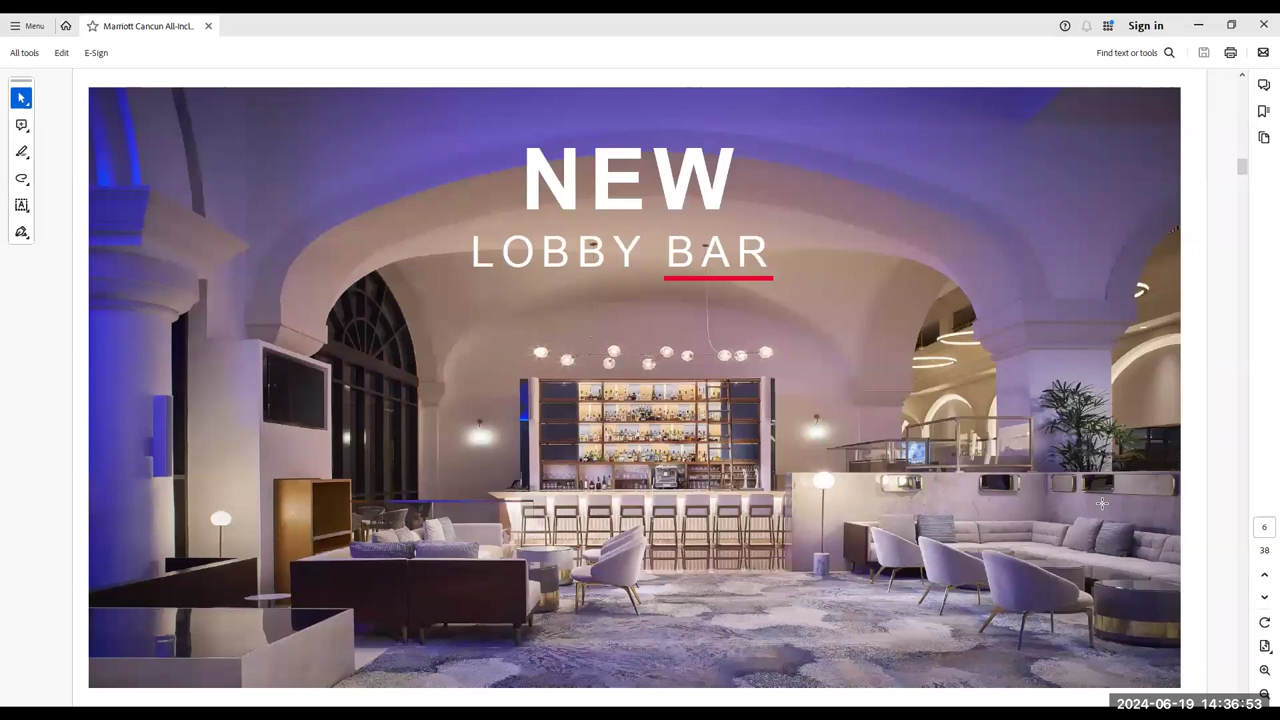 Menu
Marriott Cancun All-Incl...
Sign in
All tools
Edit
E-Sign
Find text or tools
NEW
LOBBY BAR
6
38
2024-06-19 14:36:53